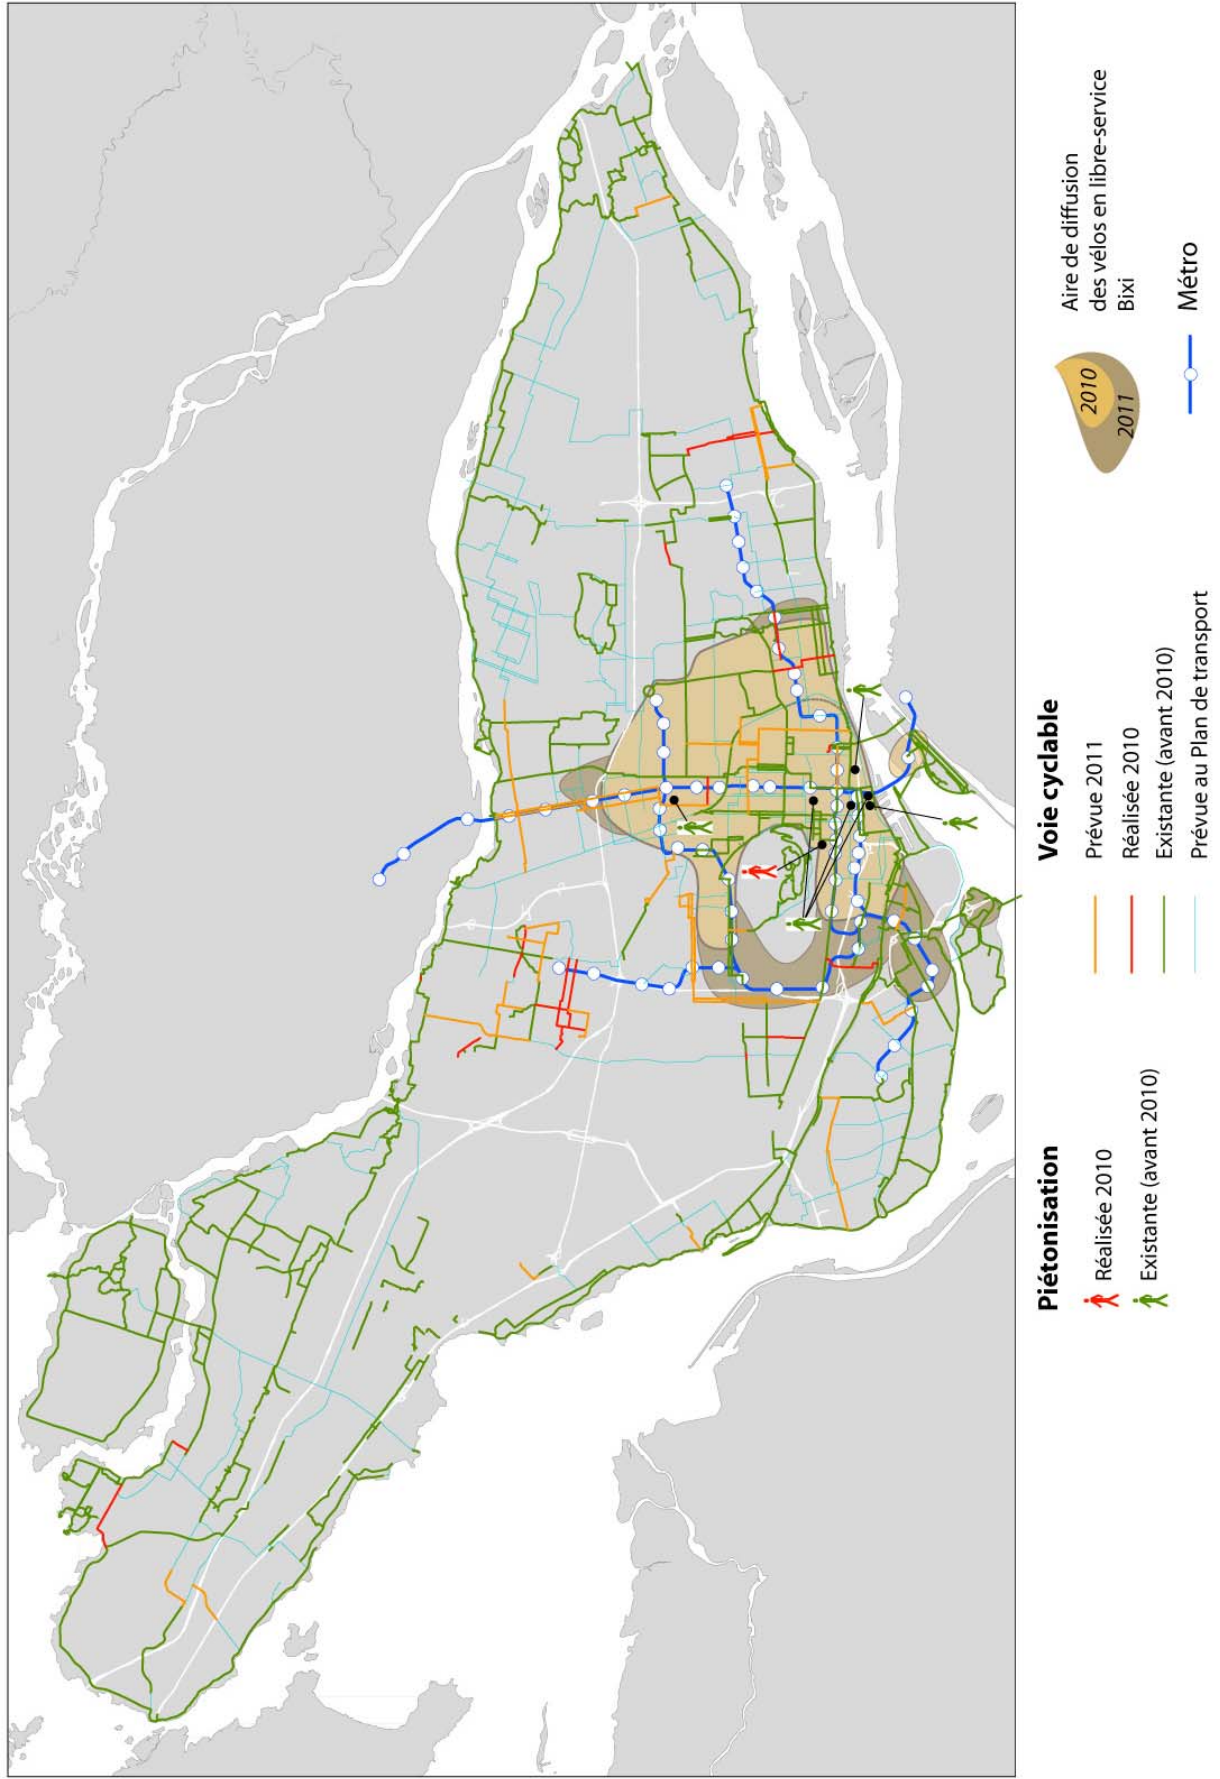 Piétonisation
Réalisée 2010
Existante (avant 2010)
Voie cyclable
Prévue 2011
Réalisée 2010
Existante (avant 2010)
Prévue au Plan de transport
2010
2011
Aire de diffusion
des vélos en libre-service
Bixi
Métro